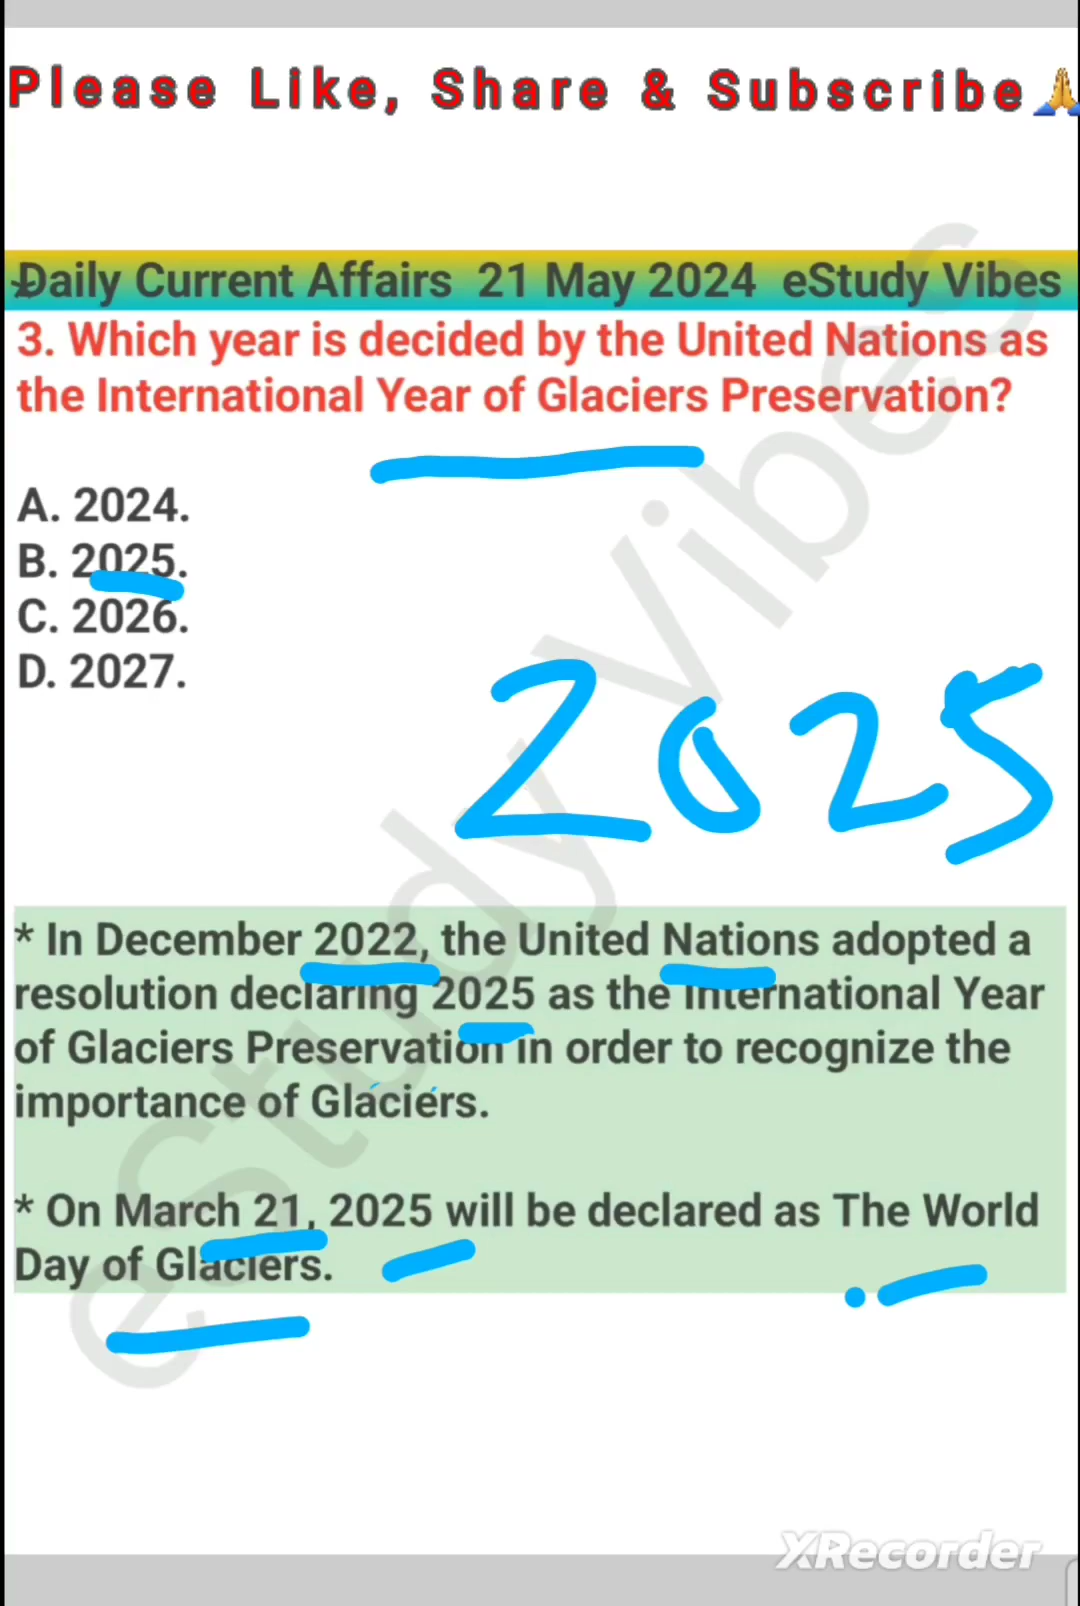 Please Like, Share & Subscribe🙏
Daily Current Affairs 21 May 2024 eStudy Vibes
3. Which year is decided by the United Nations as
the International Year of Glaciers Preservation?
A. 2024.
B. 2025.
C. 2026.
D. 2027.
2025
* In December 2022, the United Nations adopted a
resolution declaring 2025 as the International Year
of Glaciers Preservation in order to recognize the
importance of Glaciers.
* On March 21, 2025 will be declared as The World
Day of Glaciers.
eStudy Vibes
XRecorder